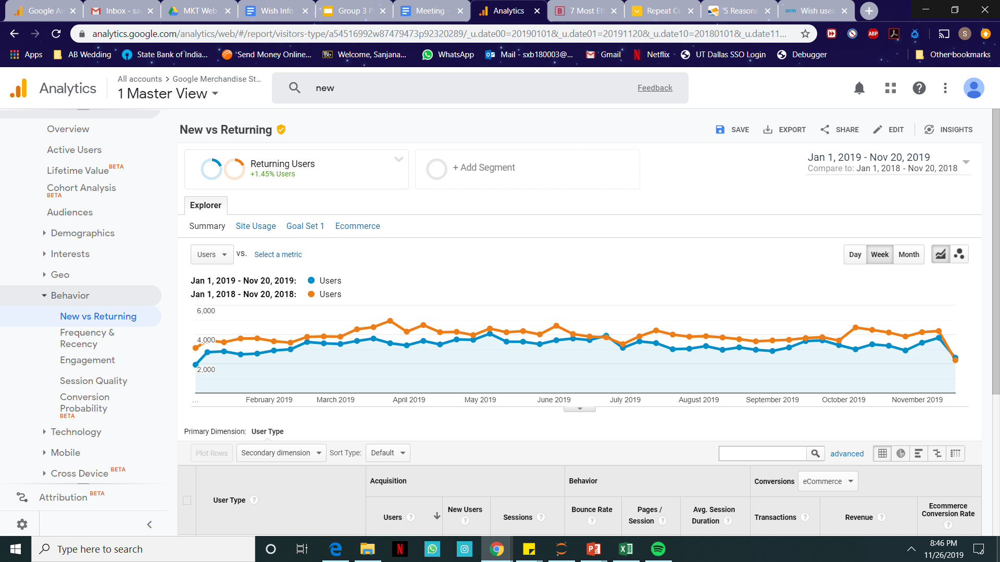 Google An
Inbox - sa
MKT Web
Wish Info
Group 3 P
Meeting -
Analytics
7 Most Eff
Repeat Cu
'5 Reasons
arm Wish uses
analytics.google.com/analytics/web/#/report/visitors-type/a54516992w87479473p92320289/_u.date00=20190101&_u.date01=20191120&_u.date10=20180101&_u.date11...
ABP
S
Apps
AB Wedding
State Bank of India...
Send Money Online...
Bb Welcome, Sanjana...
WhatsApp
Mail - sxb180003@...
Gmail
Netflix
UT Dallas SSO Login
Debugger
Other bookmarks
Analytics
All accounts > Google Merchandise St...
1 Master View
new
Feedback
Overview
Active Users
Lifetime Value BETA
Cohort Analysis
BETA
Audiences
Demographics
Interests
Geo
Behavior
New vs Returning
Frequency &
Recency
Engagement
Session Quality
Conversion
Probability
BETA
Technology
Mobile
Cross Device BETA
Attribution BETA
New vs Returning
SAVE
EXPORT
SHARE
EDIT
INSIGHTS
Returning Users
+1.45% Users
+ Add Segment
Jan 1, 2019 - Nov 20, 2019
Compare to: Jan 1, 2018 - Nov 20, 2018
Explorer
Summary
Site Usage
Goal Set 1
Ecommerce
Users
VS.
Select a metric
Day
Week
Month
Jan 1, 2019 - Nov 20, 2019: Users
Jan 1, 2018 - Nov 20, 2018: Users
6,000
4,000
2,000
...
February 2019
March 2019
April 2019
May 2019
June 2019
July 2019
August 2019
September 2019
October 2019
November 2019
Primary Dimension: User Type
Plot Rows
Secondary dimension
Sort Type:
Default
advanced
User Type ?
Acquisition
Behavior
Conversions
eCommerce
Users ?
New Users
?
Sessions ?
Bounce Rate
?
Pages /
Session ?
Avg. Session
Duration ?
Transactions ?
Revenue ?
Ecommerce
Conversion Rate
?
Type here to search
8:46 PM
11/26/2019